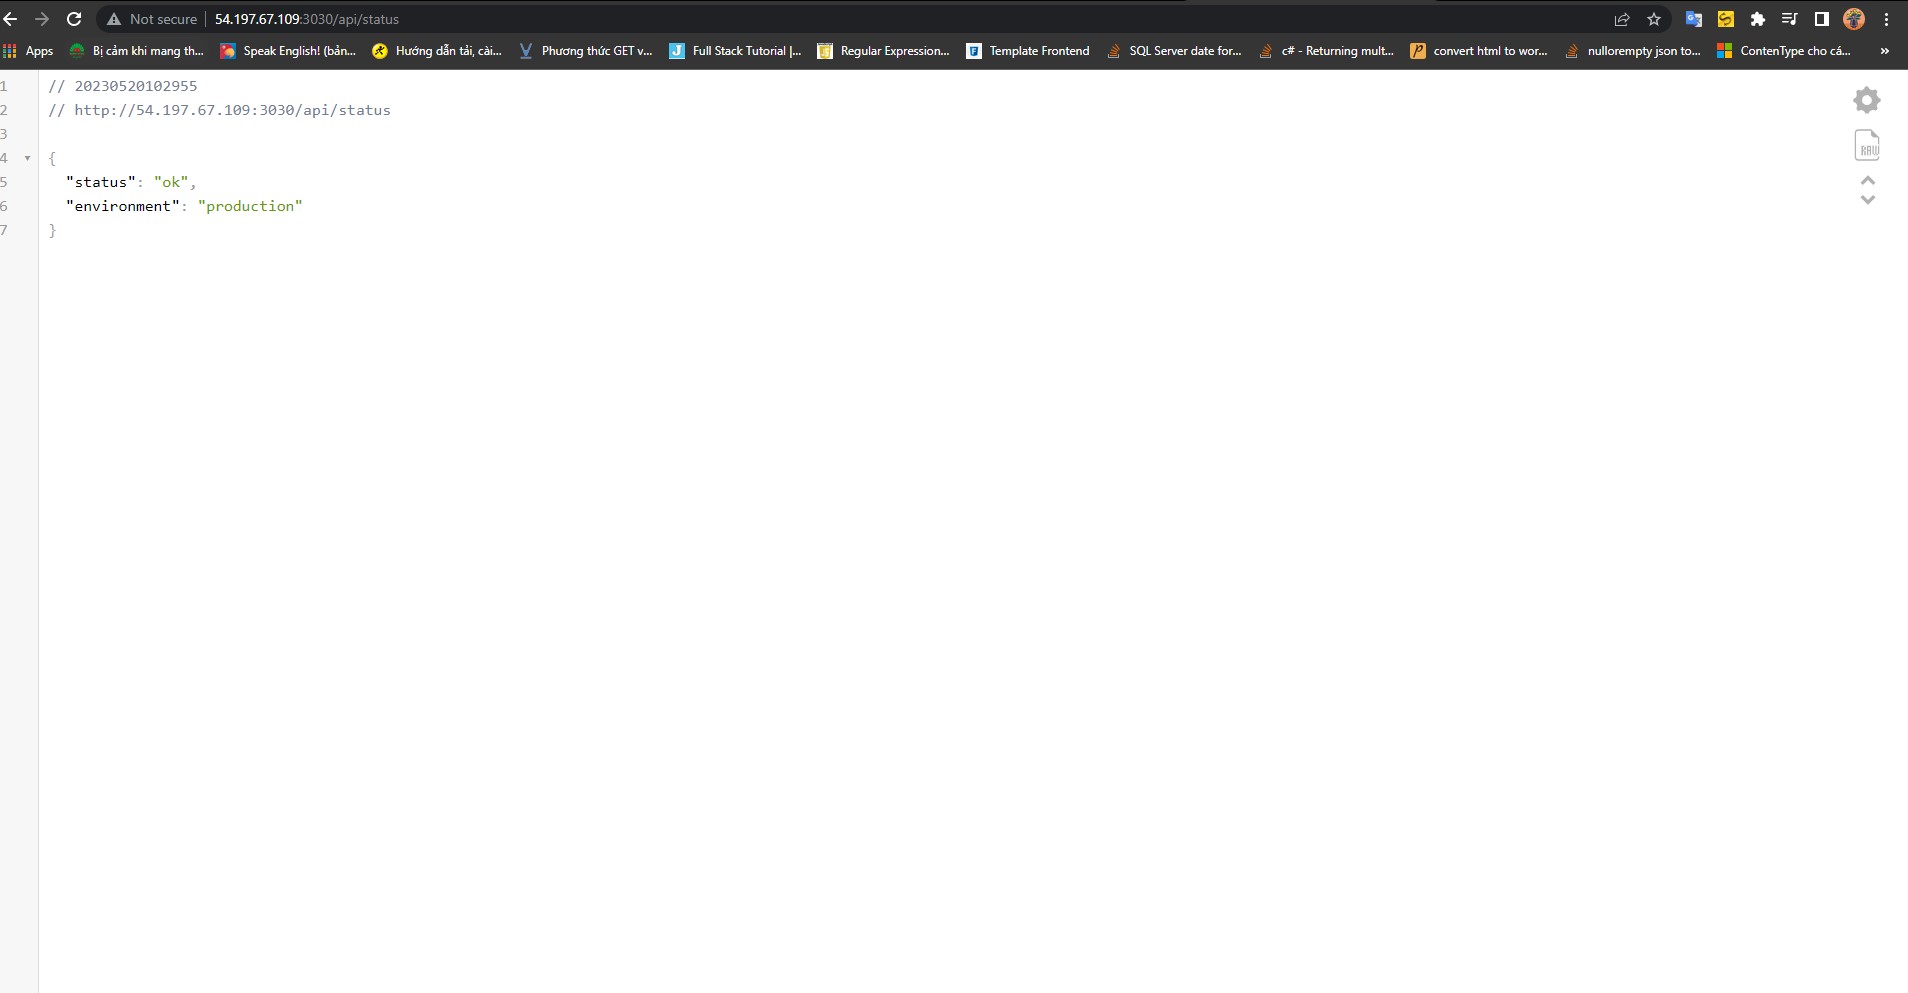 Not secure 54.197.67.109:3030/api/status
Apps Bị cảm khi mang th... Speak English! (bản... Hướng dẫn tải, cài... Phương thức GET v... Full Stack Tutorial |... Regular Expression... Template Frontend SQL Server date for... c# - Returning mult... convert html to wor... nullorempty json to... ContenType cho cá... »
1 // 20230520102955
2 // http://54.197.67.109:3030/api/status
3
4 {
5 "status": "ok",
6 "environment": "production"
7 }
RAW